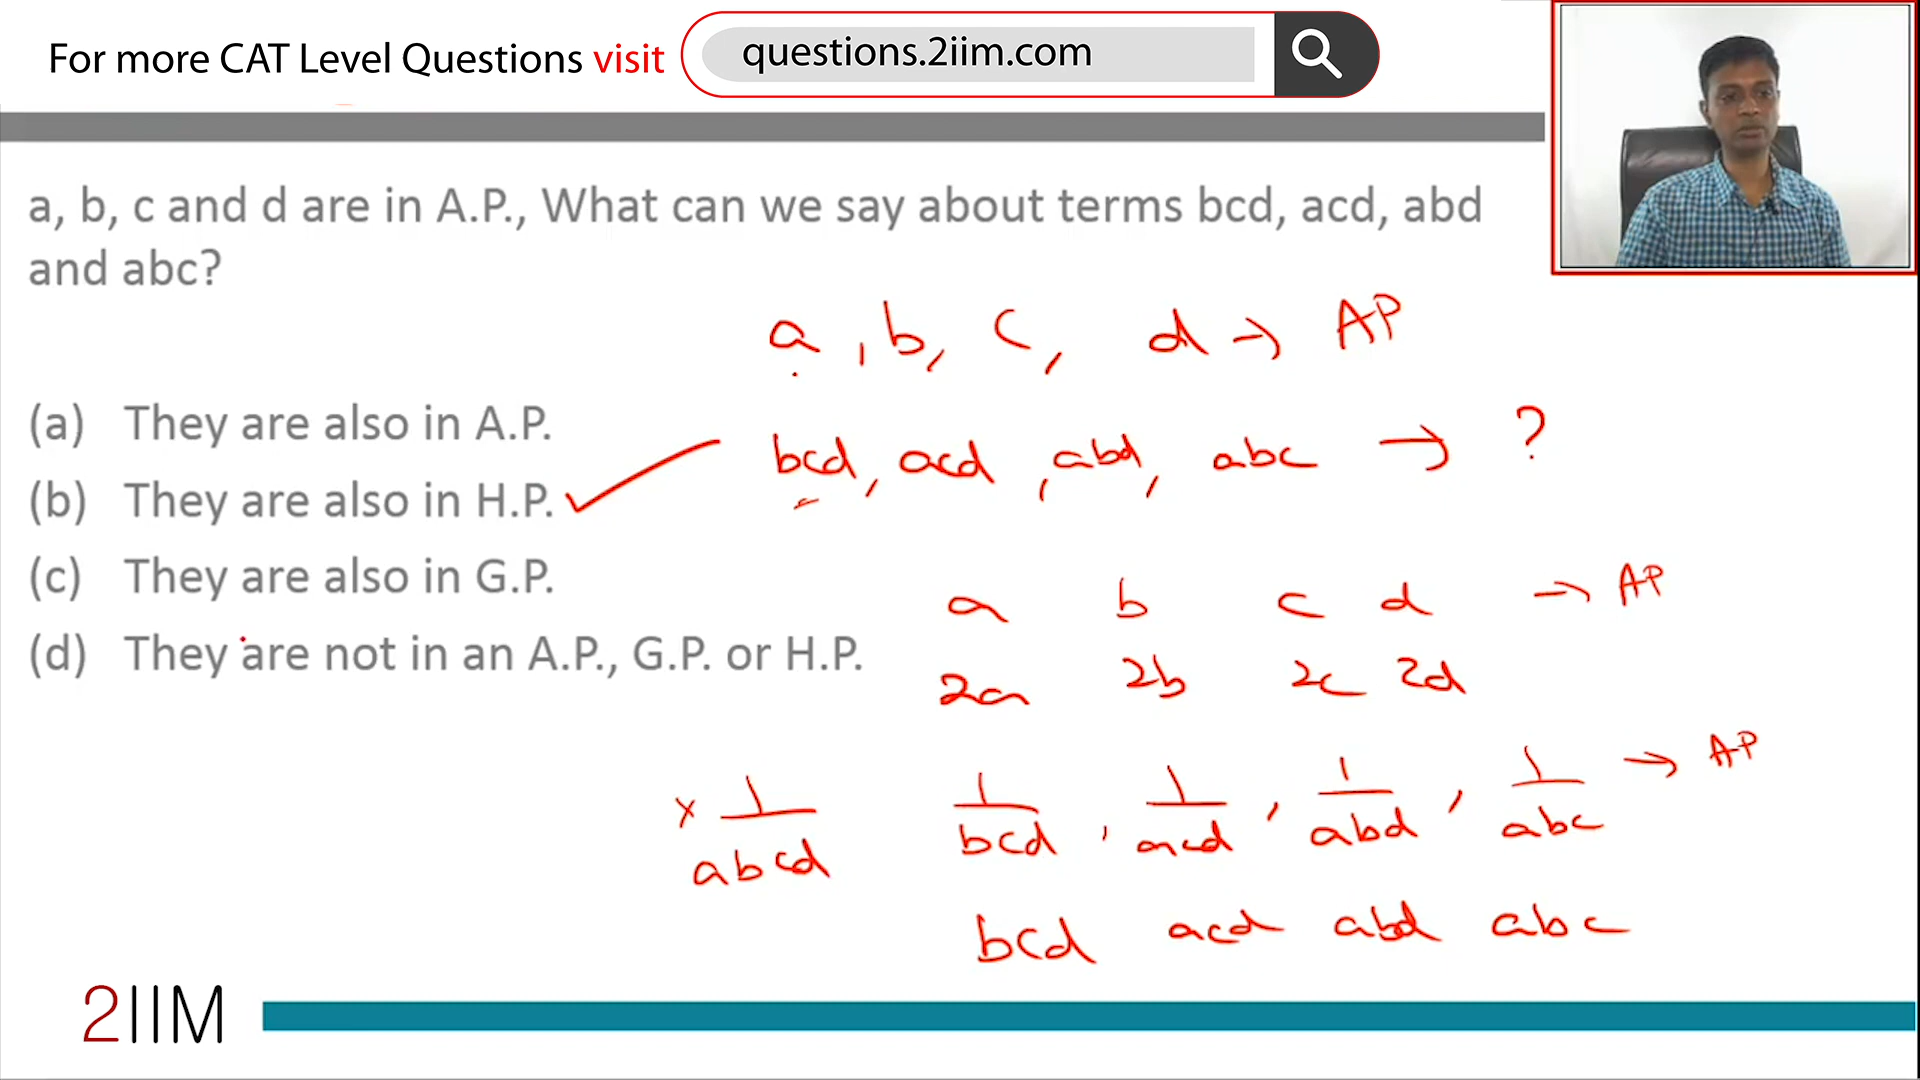 For more CAT Level Questions visit questions.2iim.com
a, b, c and d are in A.P., What can we say about terms bcd, acd, abd
and abc?
a, b, c, d → AP
(a) They are also in A.P.
bcd, acd, abd, abc → ?
(b) They are also in H.P.
(c) They are also in G.P.
a b c d → AP
(d) They are not in an A.P., G.P. or H.P.
2a 2b 2c 2d
x 1/abcd 1/bcd, 1/acd, 1/abd, 1/abc → AP
bcd acd abd abc
2IIM